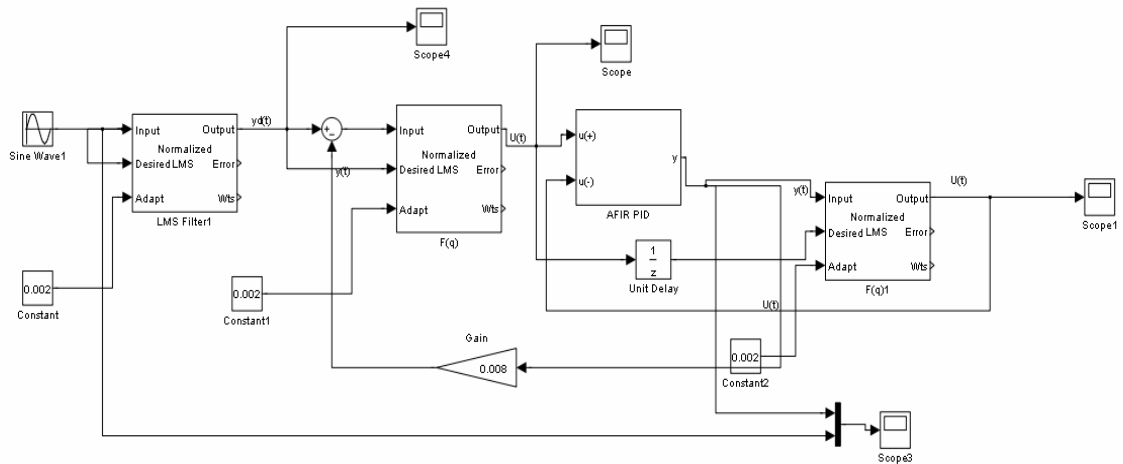 Scope4
Scope
Sine Wave1
Input
Output
Normalized
Desired LMS
Error
Adapt
Wts
LMS Filter1
yd(t)
+
-
y(t)
Input
Output
Normalized
Desired LMS
Error
Adapt
Wts
F(q)
U(t)
u(+)
u(-)
y
AFIR PID
y(t)
Input
Output
Normalized
Desired LMS
Error
Adapt
Wts
F(q)1
U(t)
Scope1
0.002
Constant
0.002
Constant1
1
z
Unit Delay
U(t)
Gain
0.008
0.002
Constant2
Scope3